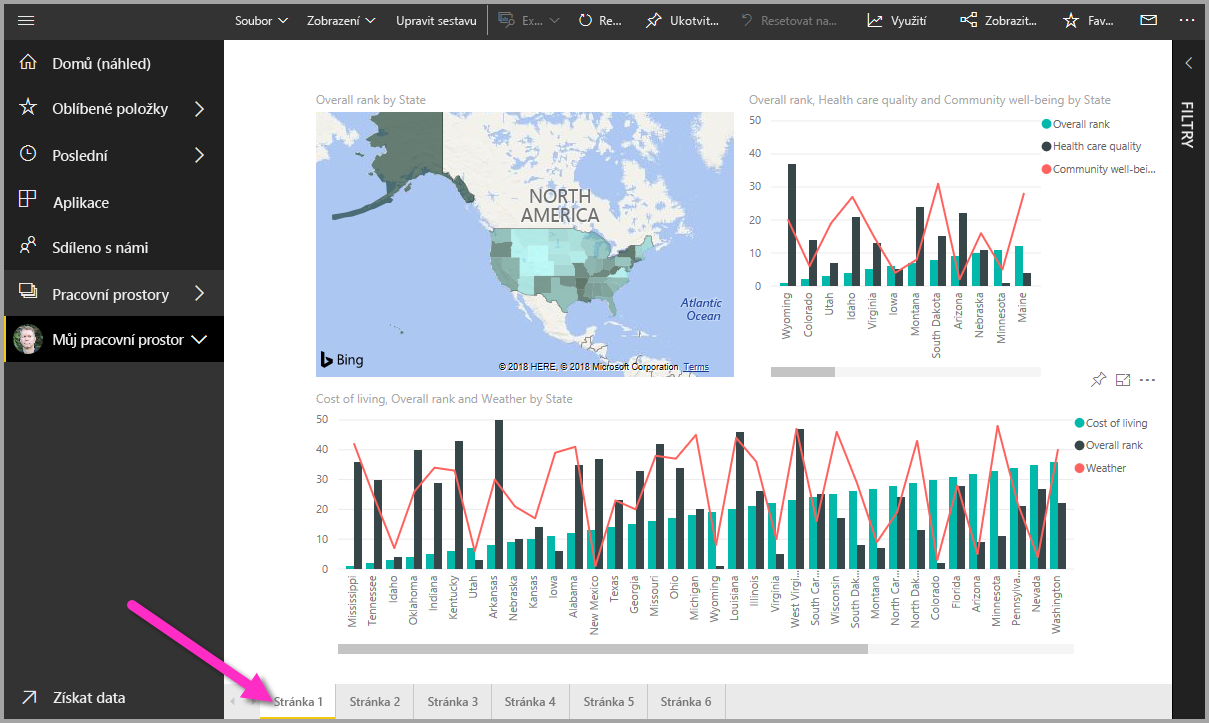 Soubor
Zobrazení
Upravit sestavu
Ex...
Re...
Ukotvit...
Resetovat na...
Využití
Zobrazit...
Fav...
Domů (náhled)
Oblíbené položky
Poslední
Aplikace
Sdíleno s námi
Pracovní prostory
Můj pracovní prostor
Získat data
FILTRY
Overall rank by State
NORTH
AMERICA
Atlantic
Ocean
Bing
© 2018 HERE, © 2018 Microsoft Corporation Terms
Overall rank, Health care quality and Community well-being by State
50
40
30
20
10
0
Overall rank
Health care quality
Community well-bei...
Wyoming
Colorado
Utah
Idaho
Virginia
Iowa
Montana
South Dakota
Arizona
Nebraska
Minnesota
Maine
Cost of living, Overall rank and Weather by State
50
40
30
20
10
0
Cost of living
Overall rank
Weather
Mississippi
Tennessee
Idaho
Oklahoma
Indiana
Kentucky
Utah
Arkansas
Nebraska
Kansas
Iowa
Alabama
New Mexico
Texas
Georgia
Missouri
Ohio
Michigan
Wyoming
Louisiana
Illinois
Virginia
West Virgi...
South Car...
Wisconsin
South Dak...
Montana
North Car...
North Dak...
Colorado
Florida
Arizona
Minnesota
Pennsylva...
Nevada
Washington
Stránka 1
Stránka 2
Stránka 3
Stránka 4
Stránka 5
Stránka 6